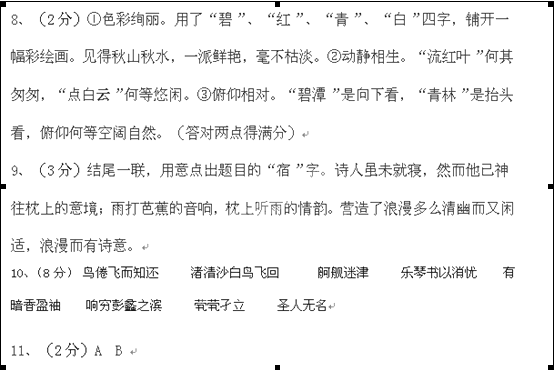 8、（2分）①色彩绚丽。用了“碧”、“红”、“青”、“白”四字，铺开一
幅彩绘画。见得秋山秋水，一派鲜艳，毫不枯淡。②动静相生。“流红叶”何其
匆匆，“点白云”何等悠闲。③俯仰相对。“碧潭”是向下看，“青林”是抬头
看，俯仰何等空阔自然。（答对两点得满分）
9、（3分）结尾一联，用意点出题目的“宿”字。诗人虽未就寝，然而他己神
往枕上的意境；雨打芭蕉的音响，枕上听雨的情韵。营造了浪漫多么清幽而又闲
适，浪漫而有诗意。
10、（8分） 鸟倦飞而知还 渚清沙白鸟飞回 舸舰迷津 乐琴书以消忧 有
暗香盈袖 响穷彭蠡之滨 茕茕孑立 圣人无名
11、（2分）A B